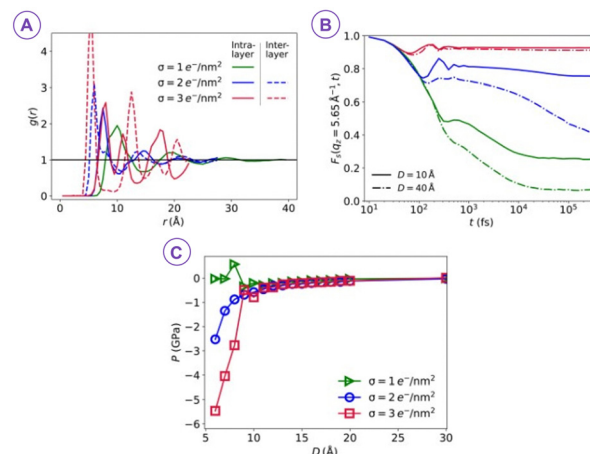 A
Intra-
layer
Inter-
layer
σ = 1 e⁻/nm²
σ = 2 e⁻/nm²
σ = 3 e⁻/nm²
g(r)
4
3
2
1
0
0
10
20
30
40
r (Å)
B
1.0
0.8
0.6
0.4
0.2
0.0
Fₛ(q_z = 5.65 Å⁻¹, t)
D = 10 Å
D = 40 Å
10¹
10²
10³
10⁴
10⁵
t (fs)
C
0
−1
−2
−3
−4
−5
−6
P (GPa)
σ = 1 e⁻/nm²
σ = 2 e⁻/nm²
σ = 3 e⁻/nm²
5
10
15
20
25
30
D (Å)